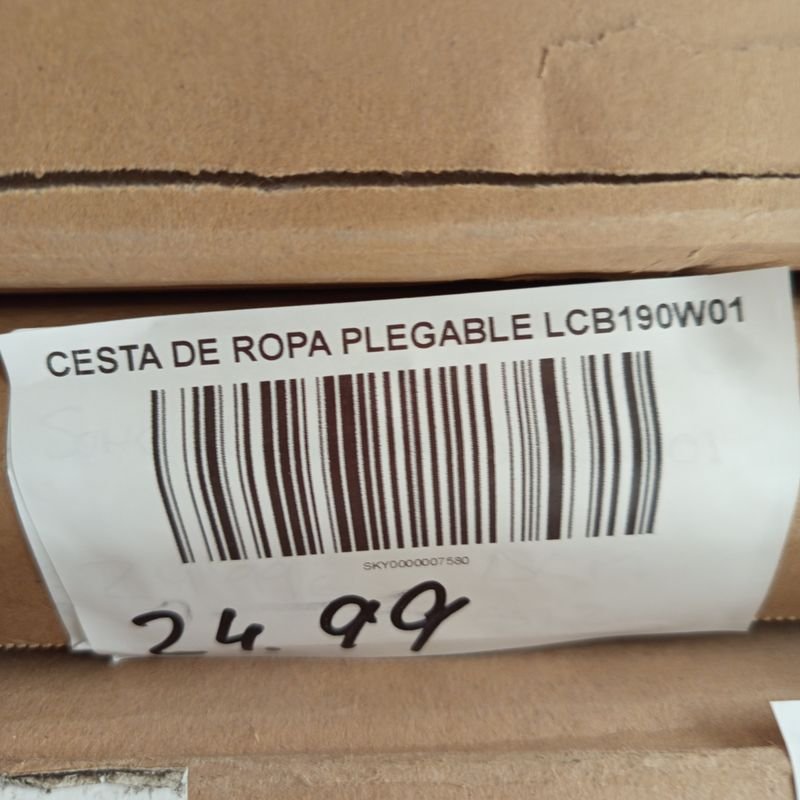 CESTA DE ROPA PLEGABLE LCB190W01
SKY0000007580
24.99